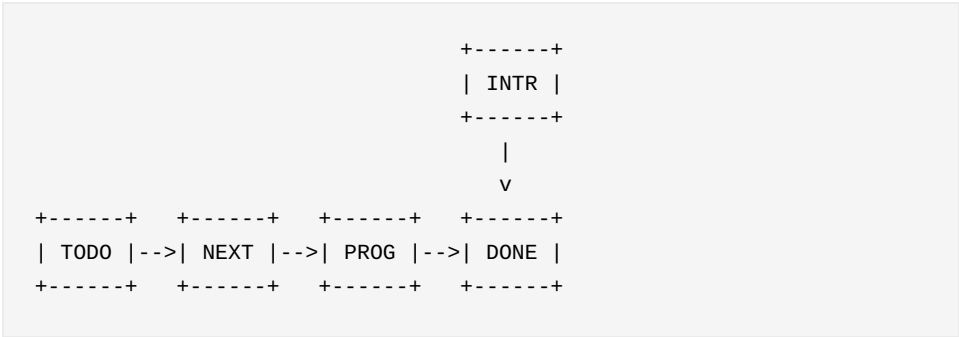 +------+
                                 | INTR |
                                 +------+
                                    |
                                    v
+------+   +------+   +------+   +------+
| TODO |-->| NEXT |-->| PROG |-->| DONE |
+------+   +------+   +------+   +------+